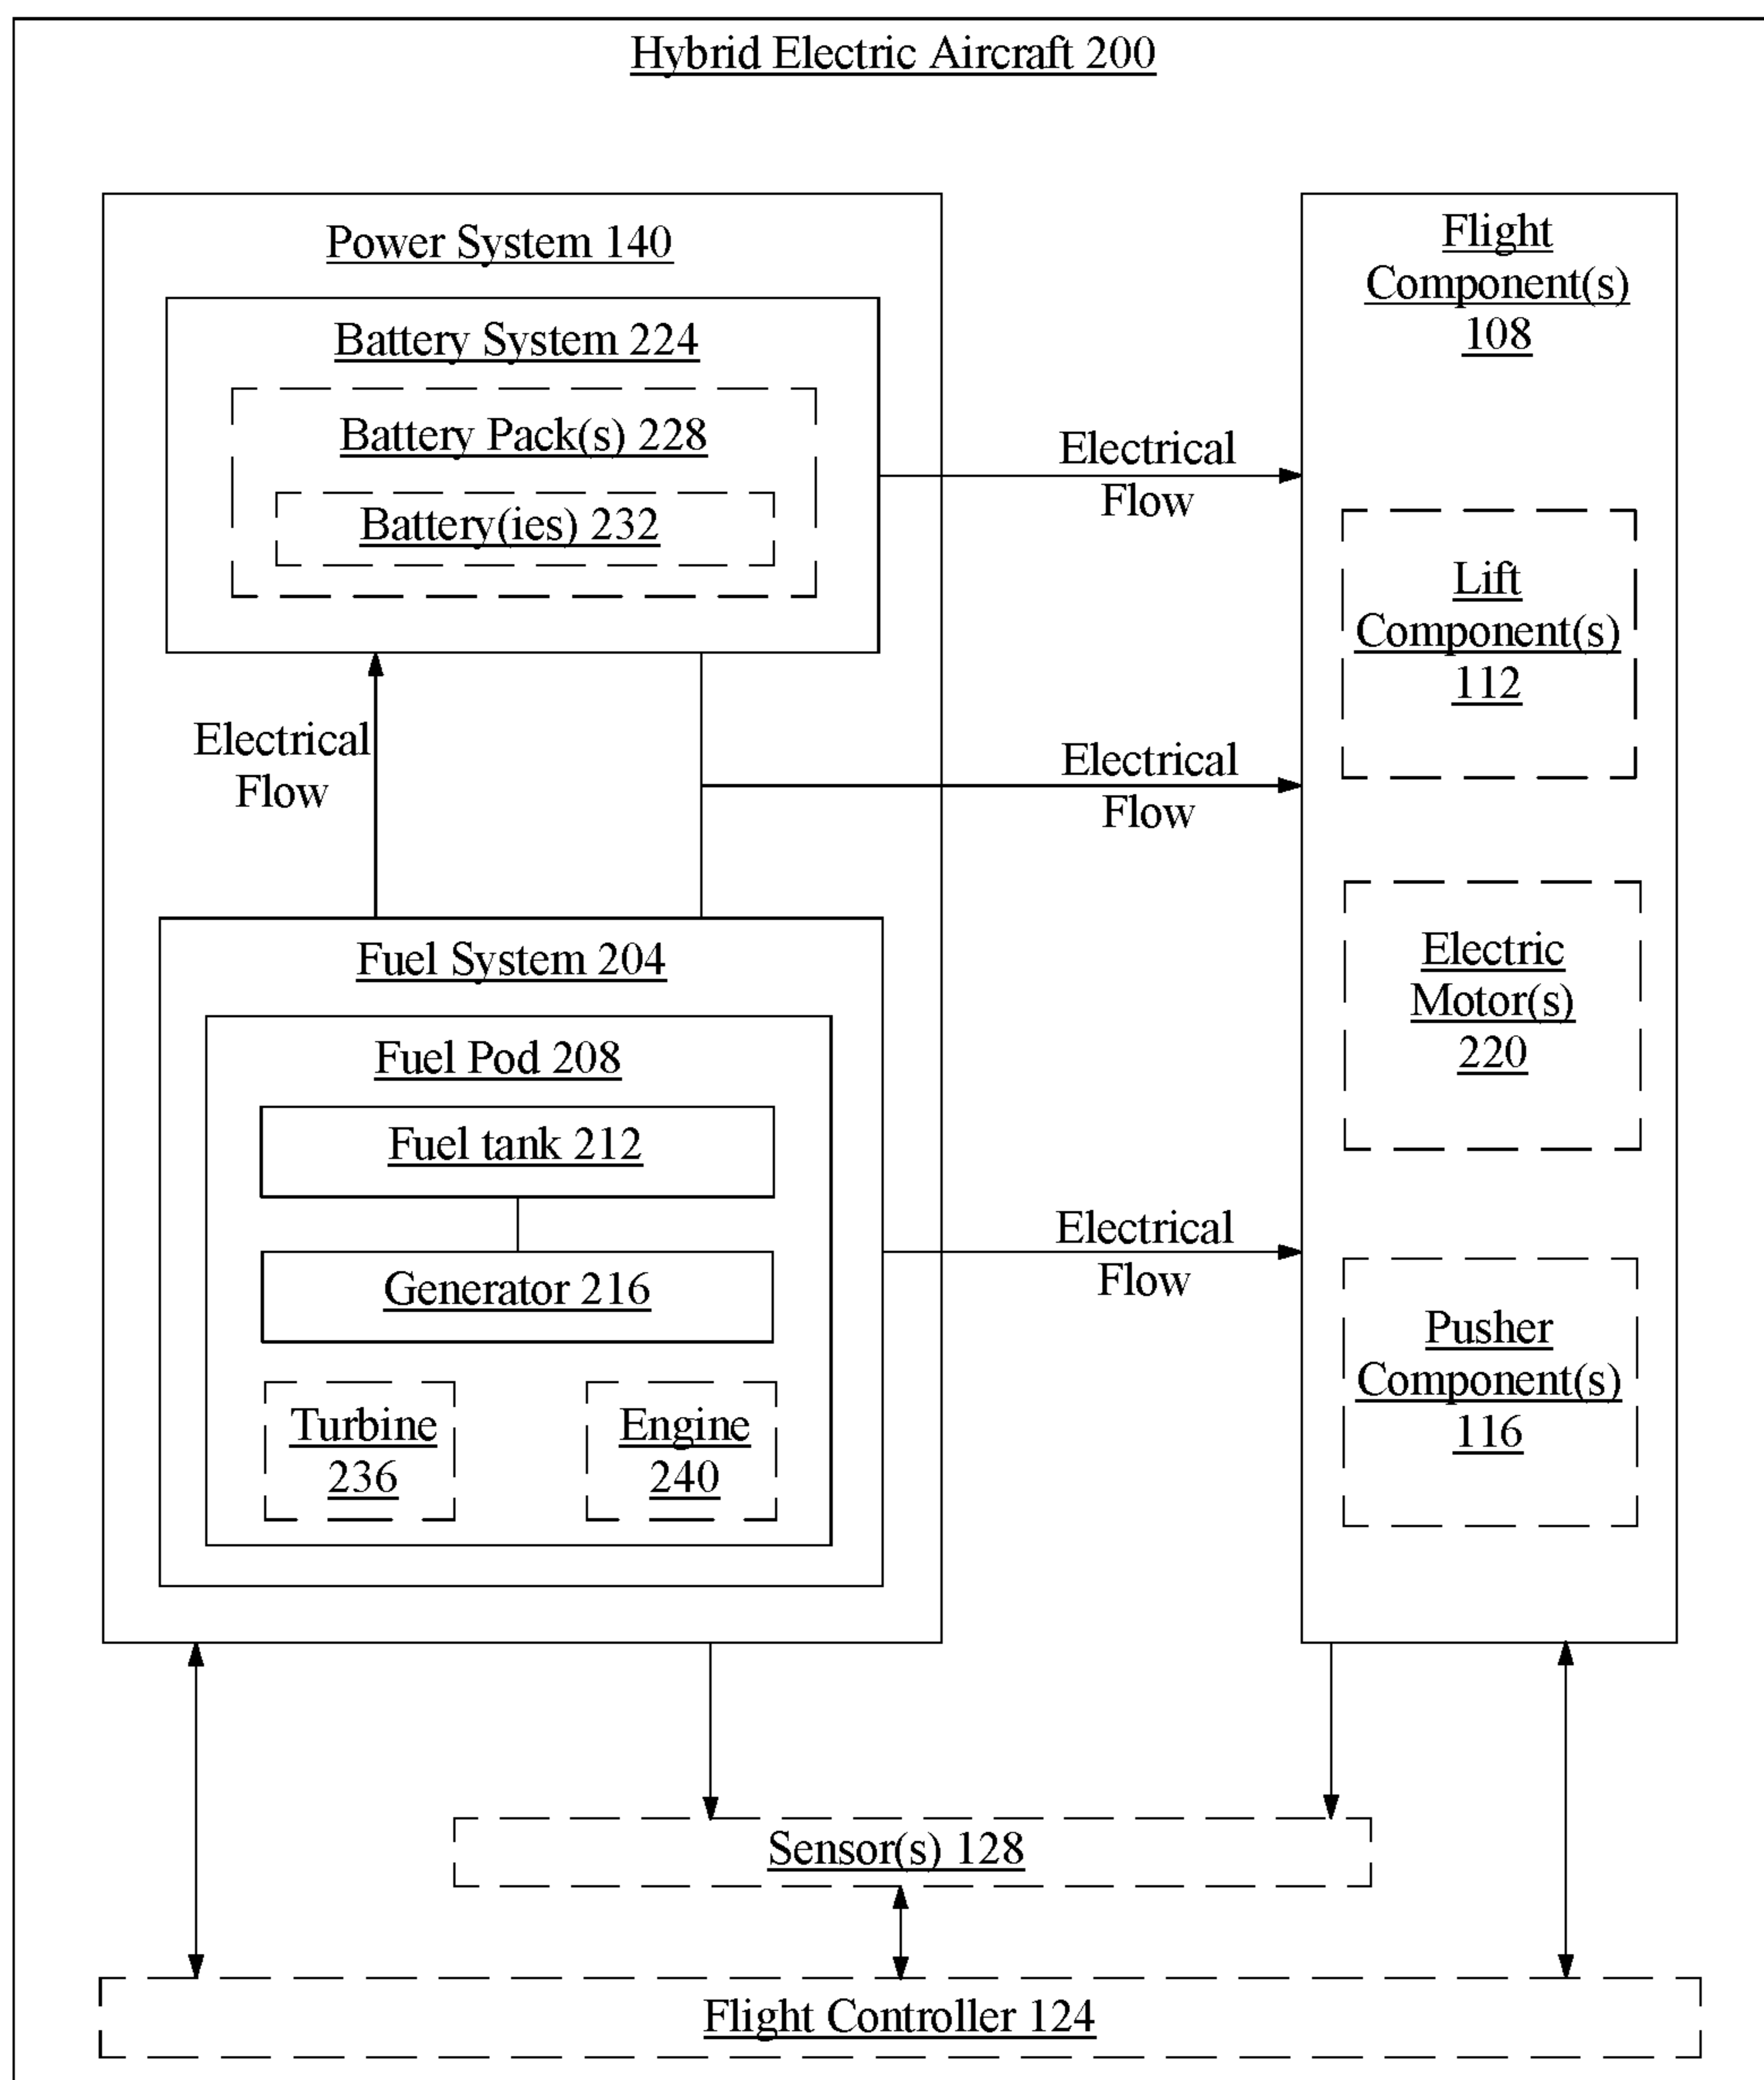 Hybrid Electric Aircraft 200
Power System 140
Battery System 224
Battery Pack(s) 228
Battery(ies) 232
Electrical
Flow
Fuel System 204
Fuel Pod 208
Fuel tank 212
Generator 216
Turbine
236
Engine
240
Electrical
Flow
Electrical
Flow
Electrical
Flow
Flight
Component(s)
108
Lift
Component(s)
112
Electric
Motor(s)
220
Pusher
Component(s)
116
Sensor(s) 128
Flight Controller 124